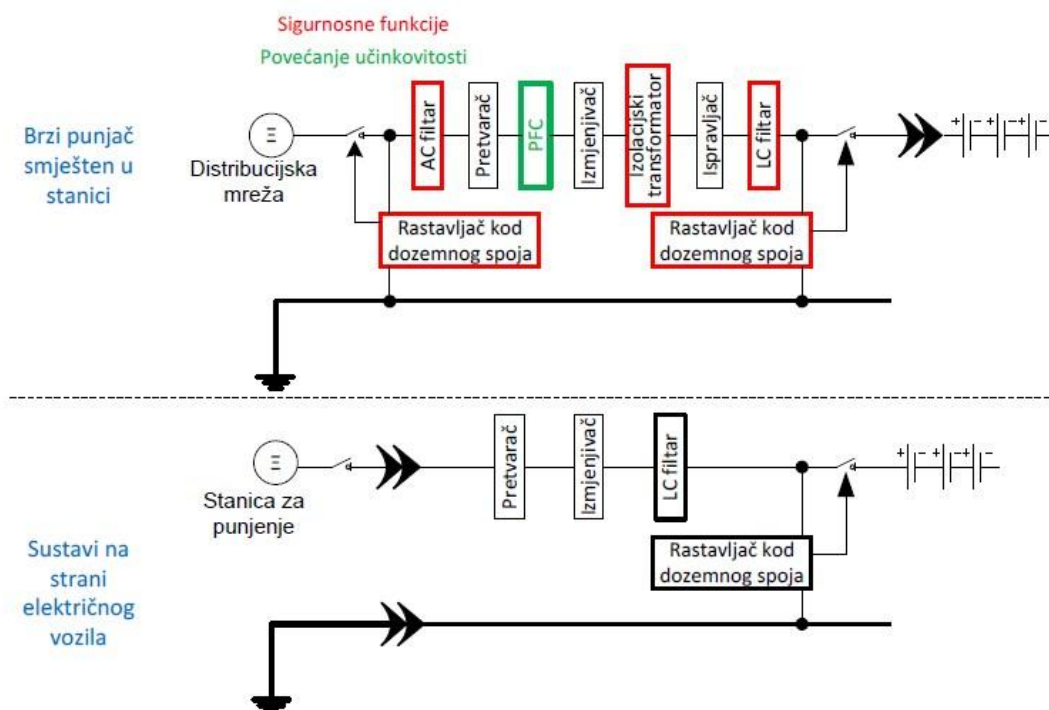 Sigurnosne funkcije
Povećanje učinkovitosti
Brzi punjač
smješten u
stanici
Ξ
Distribucijska
mreža
AC filtar
Pretvarač
PFC
Izmjenjivač
Izolacijski
transformator
Ispravljač
LC filtar
+ - + - + -
Rastavljač kod
dozemnog spoja
Rastavljač kod
dozemnog spoja
Ξ
Stanica za
punjenje
Pretvarač
Izmjenjivač
LC filtar
+ - + - + -
Rastavljač kod
dozemnog spoja
Sustavi na
strani
električnog
vozila